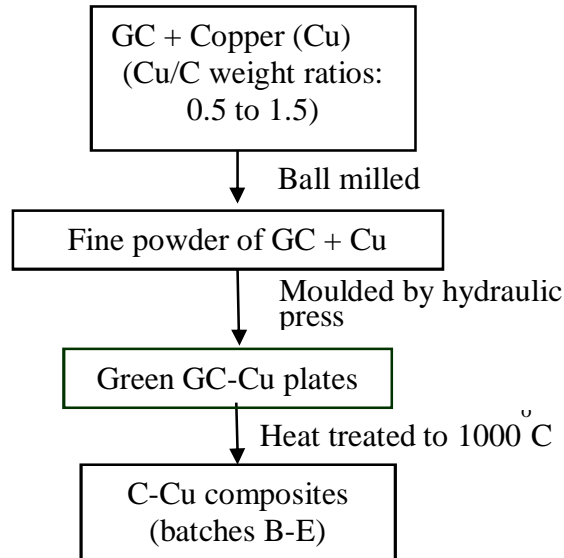 GC + Copper (Cu)
(Cu/C weight ratios:
0.5 to 1.5)
Ball milled
Fine powder of GC + Cu
Moulded by hydraulic
press
Green GC-Cu plates
Heat treated to 1000°C
C-Cu composites
(batches B-E)